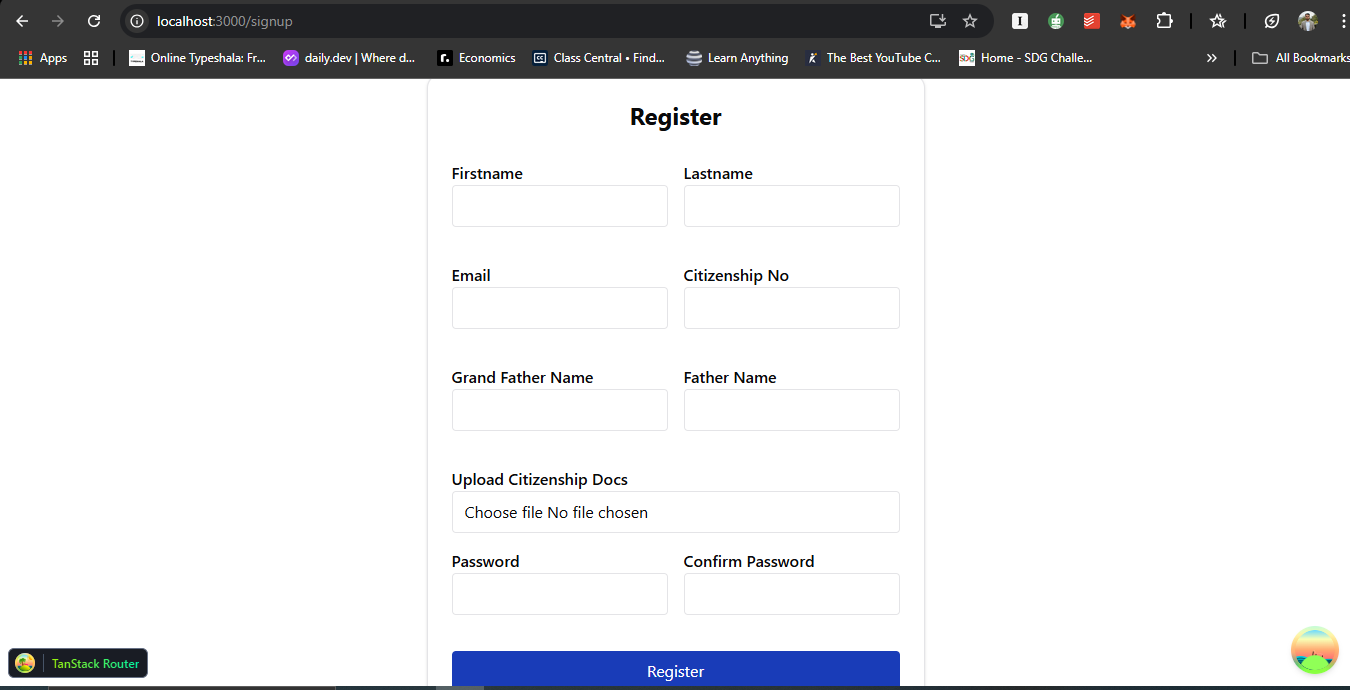 localhost:3000/signup
Apps Online Typeshala: Fr... daily.dev | Where d... Economics Class Central • Find... Learn Anything The Best YouTube C... Home - SDG Challe... » All Bookmarks
Register
Firstname Lastname
Email Citizenship No
Grand Father Name Father Name
Upload Citizenship Docs
Choose file No file chosen
Password Confirm Password
Register
TanStack Router